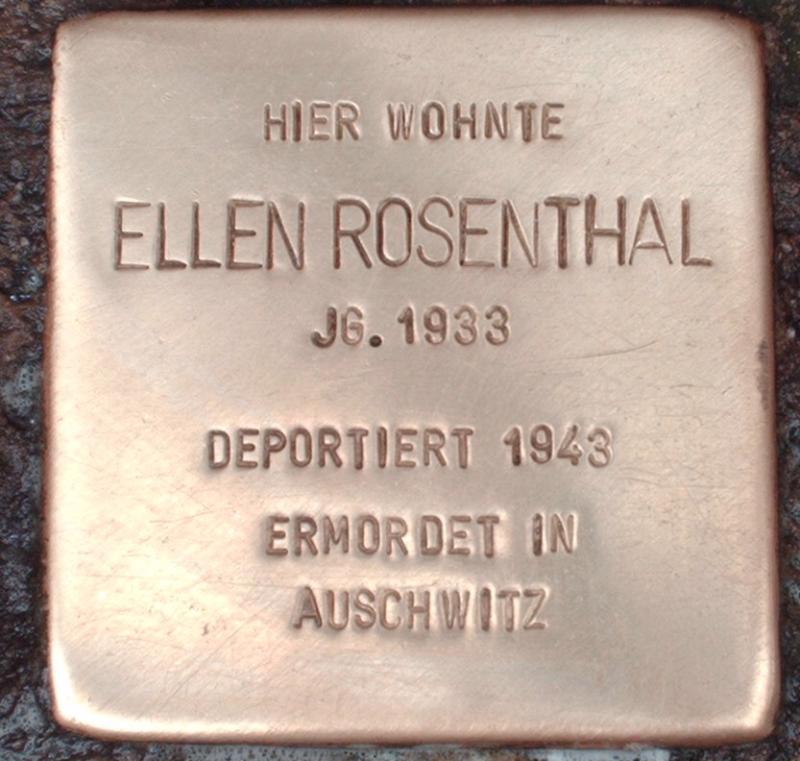 HIER WOHNTE
ELLEN ROSENTHAL
JG. 1933
DEPORTIERT 1943
ERMORDET IN
AUSCHWITZ